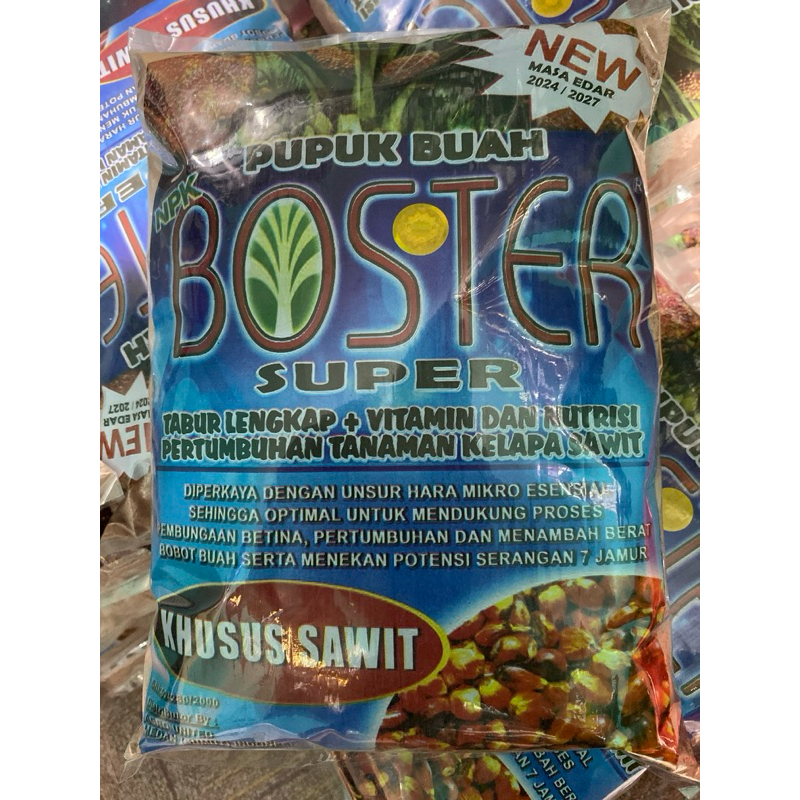 NEW
MASA EDAR
2024 / 2027
PUPUK BUAH
NPK
BOSTER
SUPER
TABUR LENGKAP + VITAMIN DAN NUTRISI
PERTUMBUHAN TANAMAN KELAPA SAWIT
DIPERKAYA DENGAN UNSUR HARA MIKRO
SEHINGGA OPTIMAL UNTUK MENDUKUNG PROSES
BETINA, PERTUMBUHAN DAN MENAMBAH BERAT
BOBOT BUAH SERTA MENEKAN POTENSI SERANGAN 7 JAMUR
KHUSUS SAWIT
By :
UNITED